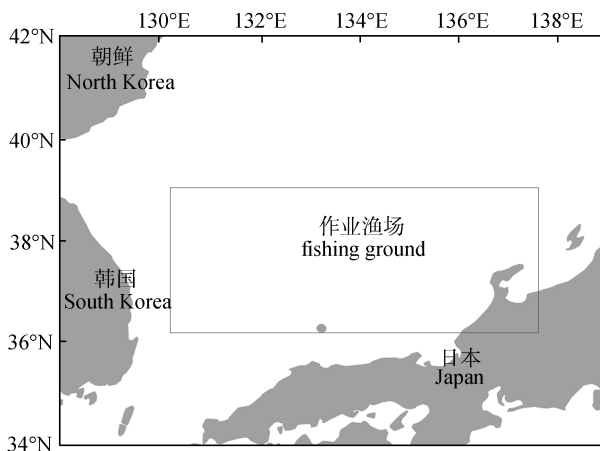 130°E 132°E 134°E 136°E 138°E
42°N
朝鲜
North Korea
40°N
作业渔场
fishing ground
38°N
韩国
South Korea
36°N
日本
Japan
34°N